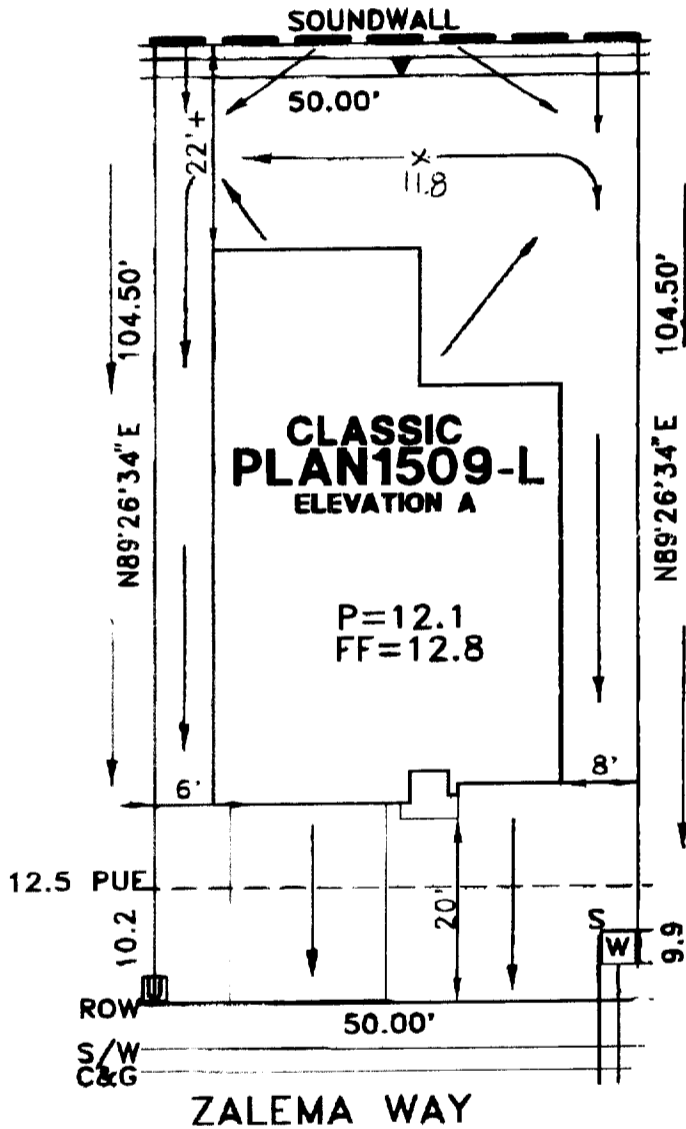 SOUNDWALL
50.00'
22'+
x
11.8
104.50'
104.50'
N89°26'34" E
N89°26'34" E
CLASSIC
PLAN1509-L
ELEVATION A
P=12.1
FF=12.8
6'
8'
12.5 PUE
10.2
20'
S
W
9.9
U
ROW
50.00'
S/W
C&G
ZALEMA WAY